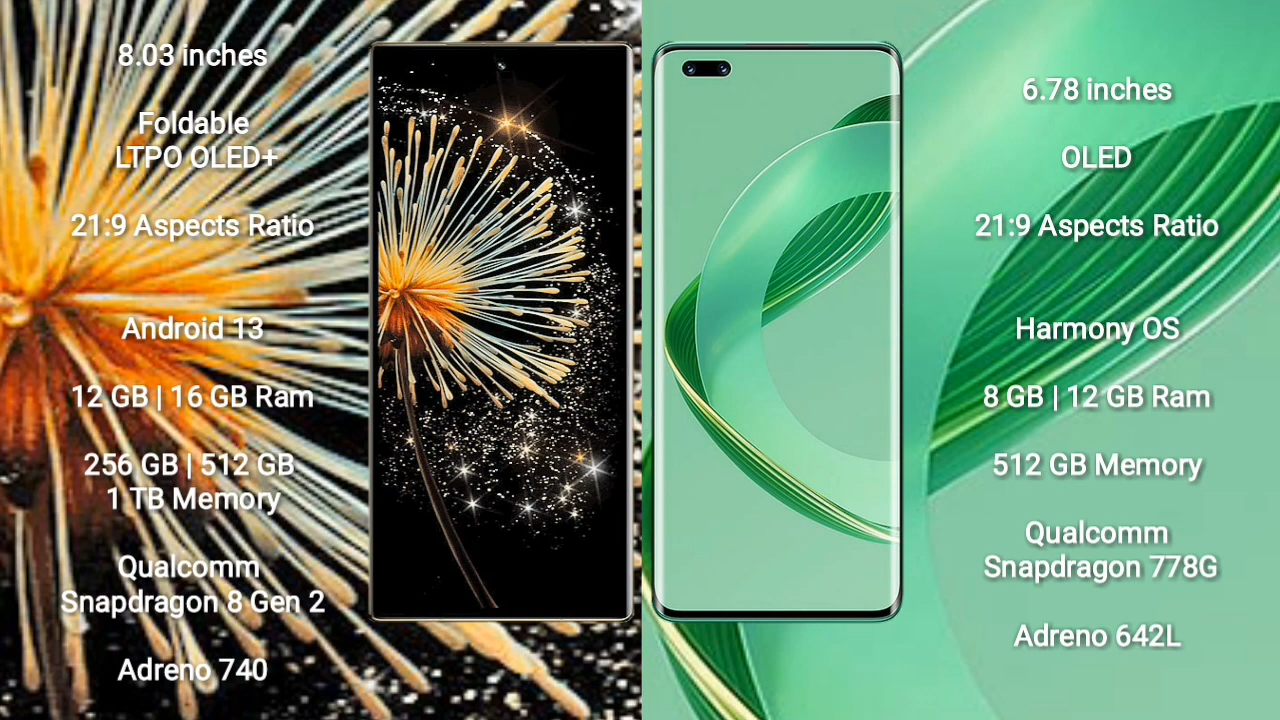 8.03 inches
Foldable
LTPO OLED+
21:9 Aspects Ratio
Android 13
12 GB | 16 GB Ram
256 GB | 512 GB
1 TB Memory
Qualcomm
Snapdragon 8 Gen 2
Adreno 740
6.78 inches
OLED
21:9 Aspects Ratio
Harmony OS
8 GB | 12 GB Ram
512 GB Memory
Qualcomm
Snapdragon 778G
Adreno 642L